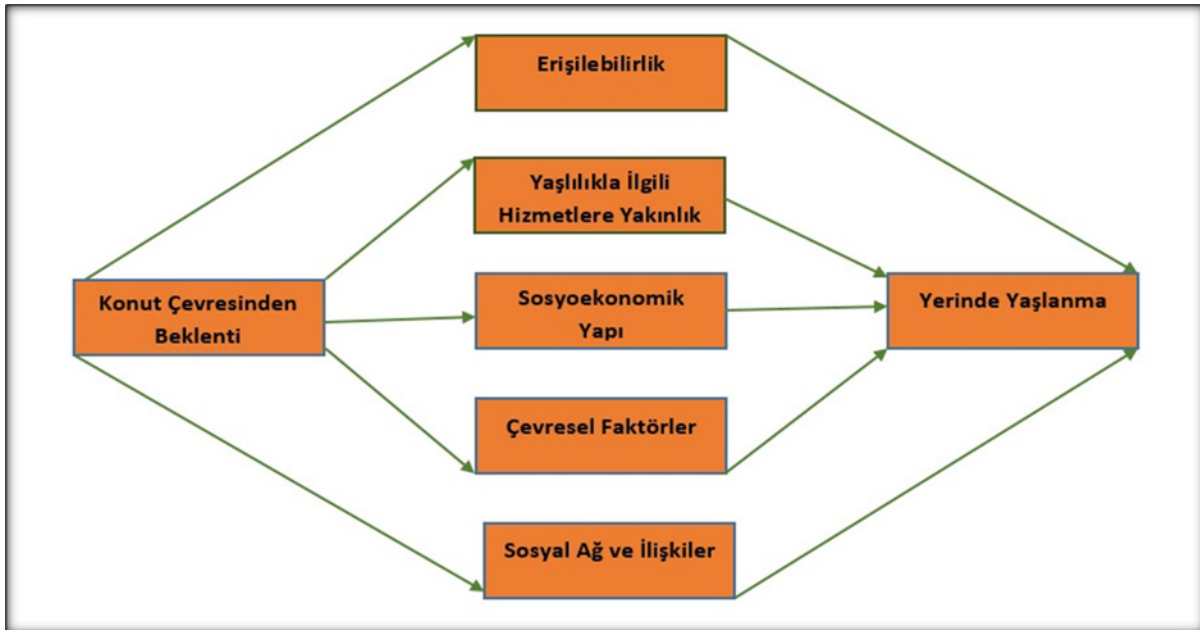 Erişilebilirlik
Yaşlılıkla İlgili
Hizmetlere Yakınlık
Konut Çevresinden
Beklenti
Sosyoekonomik
Yapı
Yerinde Yaşlanma
Çevresel Faktörler
Sosyal Ağ ve İlişkiler